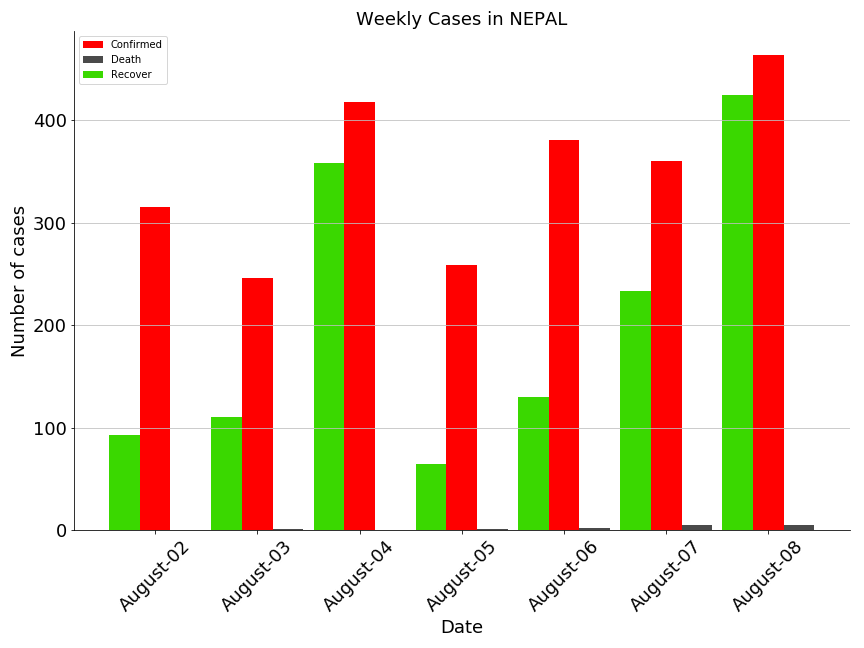 Weekly Cases in NEPAL
Confirmed
Death
Recover
Number of cases
400
300
200
100
0
August-02
August-03
August-04
August-05
August-06
August-07
August-08
Date